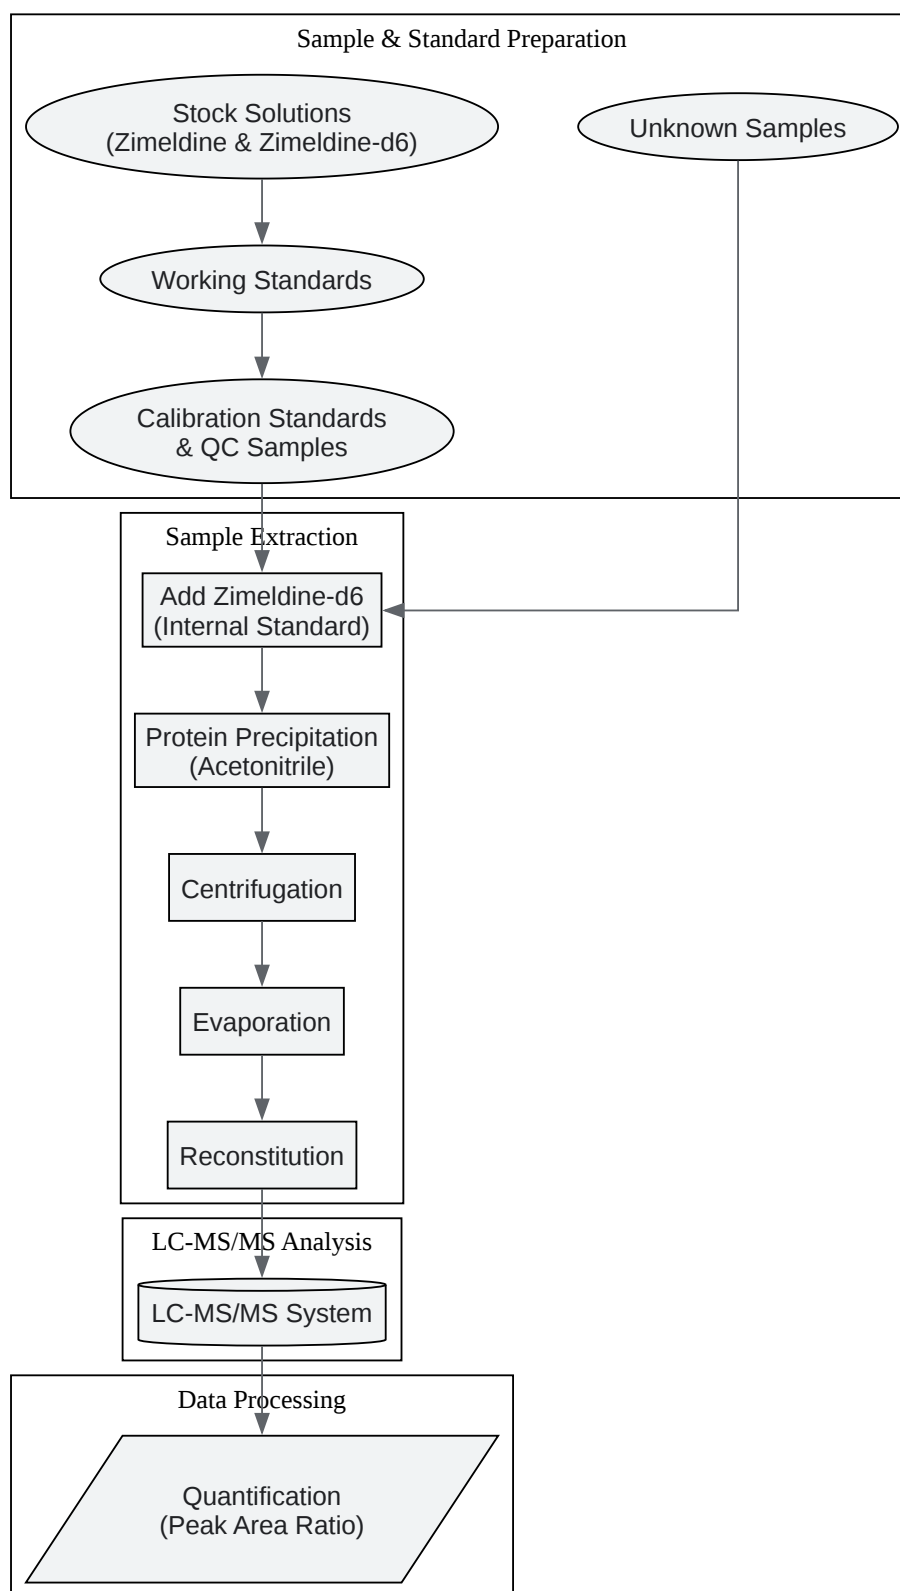 Sample & Standard Preparation
Stock Solutions
(Zimeldine & Zimeldine-d6)
Unknown Samples
Working Standards
Calibration Standards
& QC Samples
Sample Extraction
Add Zimeldine-d6
(Internal Standard)
Protein Precipitation
(Acetonitrile)
Centrifugation
Evaporation
Reconstitution
LC-MS/MS Analysis
LC-MS/MS System
Data Processing
Quantification
(Peak Area Ratio)